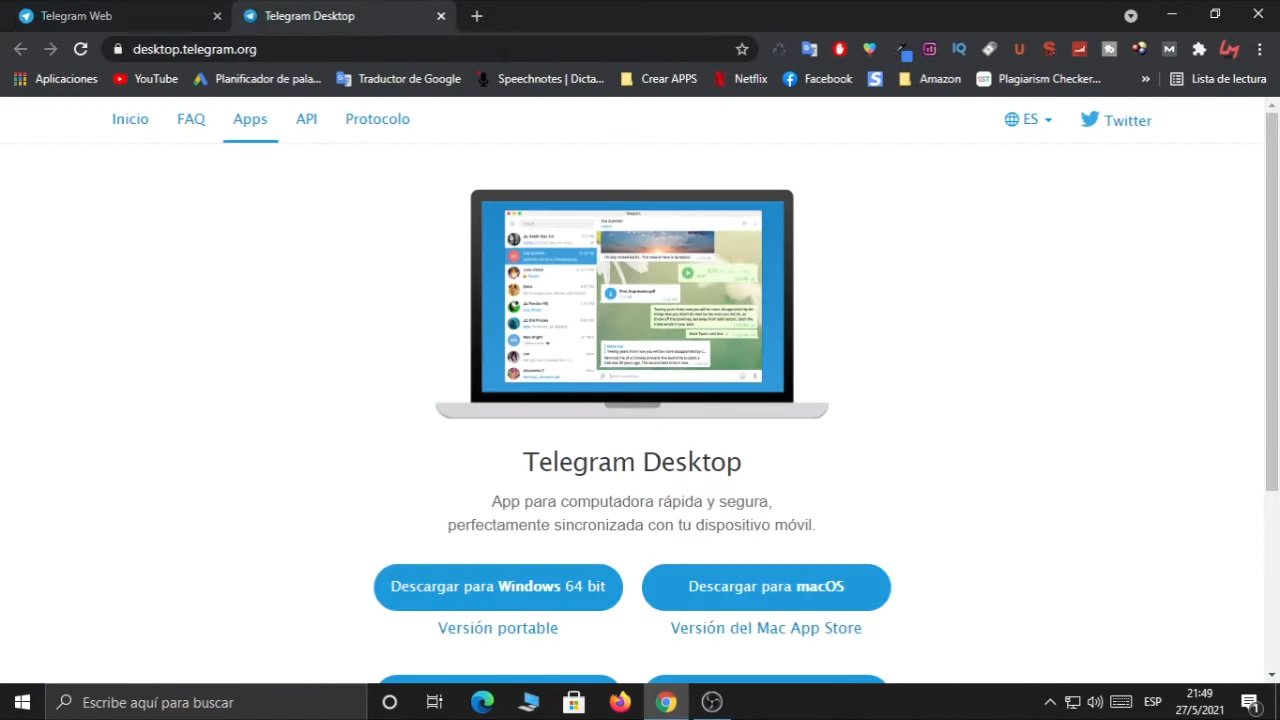 Telegram Web
Telegram Desktop
desktop.telegram.org
Aplicaciones
YouTube
Planificador de pala...
Traductor de Google
Speechnotes | Dicta...
Crear APPS
Netflix
Facebook
Amazon
Plagiarism Checker...
»
Lista de lectura
Inicio
FAQ
Apps
API
Protocolo
ES
Twitter
Telegram Desktop
App para computadora rápida y segura,
perfectamente sincronizada con tu dispositivo móvil.
Descargar para Windows 64 bit
Descargar para macOS
Versión portable
Versión del Mac App Store
Escribe aquí para buscar
ESP
21:49
27/5/2021